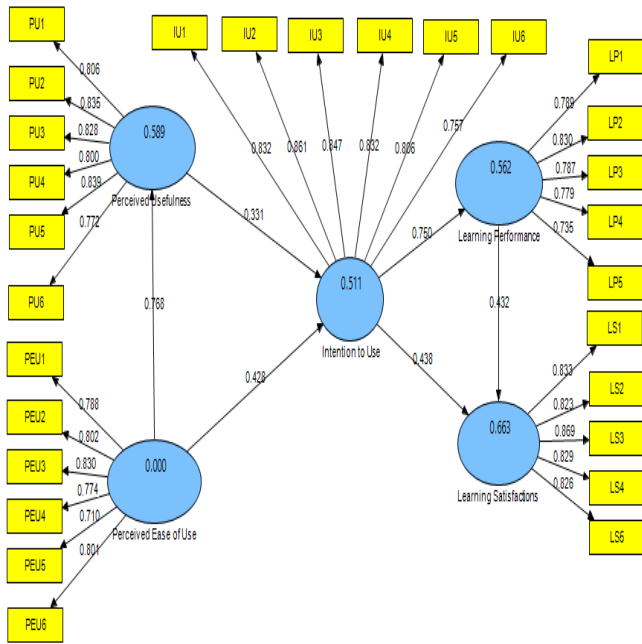 PU1
PU2
PU3
PU4
PU5
PU6
0.806
0.835
0.828
0.800
0.839
0.772
0.589
Perceived Usefulness
IU1
IU2
IU3
IU4
IU5
IU6
0.832
0.861
0.847
0.832
0.806
0.757
0.331
0.768
0.428
0.511
Intention to Use
0.750
0.438
LP1
LP2
LP3
LP4
LP5
0.789
0.830
0.787
0.779
0.735
0.562
Learning Performance
0.432
PEU1
PEU2
PEU3
PEU4
PEU5
PEU6
0.788
0.802
0.830
0.774
0.710
0.801
0.000
Perceived Ease of Use
LS1
LS2
LS3
LS4
LS5
0.833
0.823
0.869
0.829
0.826
0.663
Learning Satisfactions